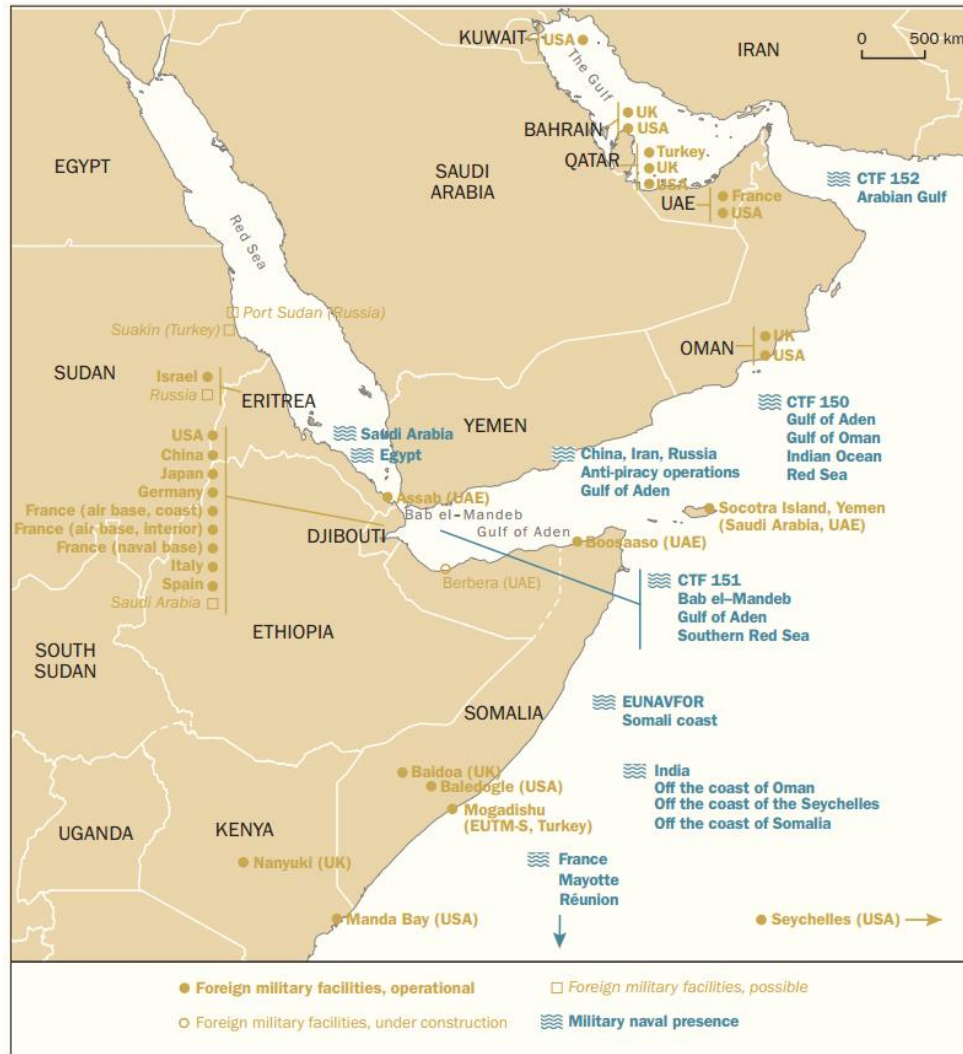 KUWAIT
USA
The Gulf
IRAN
0 500 km
BAHRAIN
UK
USA
QATAR
Turkey
UK
USA
EGYPT
SAUDI
ARABIA
UAE
France
USA
CTF 152
Arabian Gulf
Red Sea
Port Sudan (Russia)
Suakin (Turkey)
OMAN
UK
USA
SUDAN
Israel
Russia
ERITREA
YEMEN
CTF 150
Gulf of Aden
Gulf of Oman
Indian Ocean
Red Sea
USA
China
Japan
Germany
France (air base, coast)
France (air base, interior)
France (naval base)
Italy
Spain
Saudi Arabia
Saudi Arabia
Egypt
China, Iran, Russia
Anti-piracy operations
Gulf of Aden
Assab (UAE)
Bab el–Mandeb
Gulf of Aden
DJIBOUTI
Socotra Island, Yemen
(Saudi Arabia, UAE)
Boosaaso (UAE)
Berbera (UAE)
CTF 151
Bab el–Mandeb
Gulf of Aden
Southern Red Sea
ETHIOPIA
SOUTH
SUDAN
SOMALIA
EUNAVFOR
Somali coast
Baidoa (UK)
Baledogle (USA)
Mogadishu
(EUTM-S, Turkey)
India
Off the coast of Oman
Off the coast of the Seychelles
Off the coast of Somalia
UGANDA
KENYA
Nanyuki (UK)
France
Mayotte
Réunion
Manda Bay (USA)
Seychelles (USA)
Foreign military facilities, operational
Foreign military facilities, possible
Foreign military facilities, under construction
Military naval presence